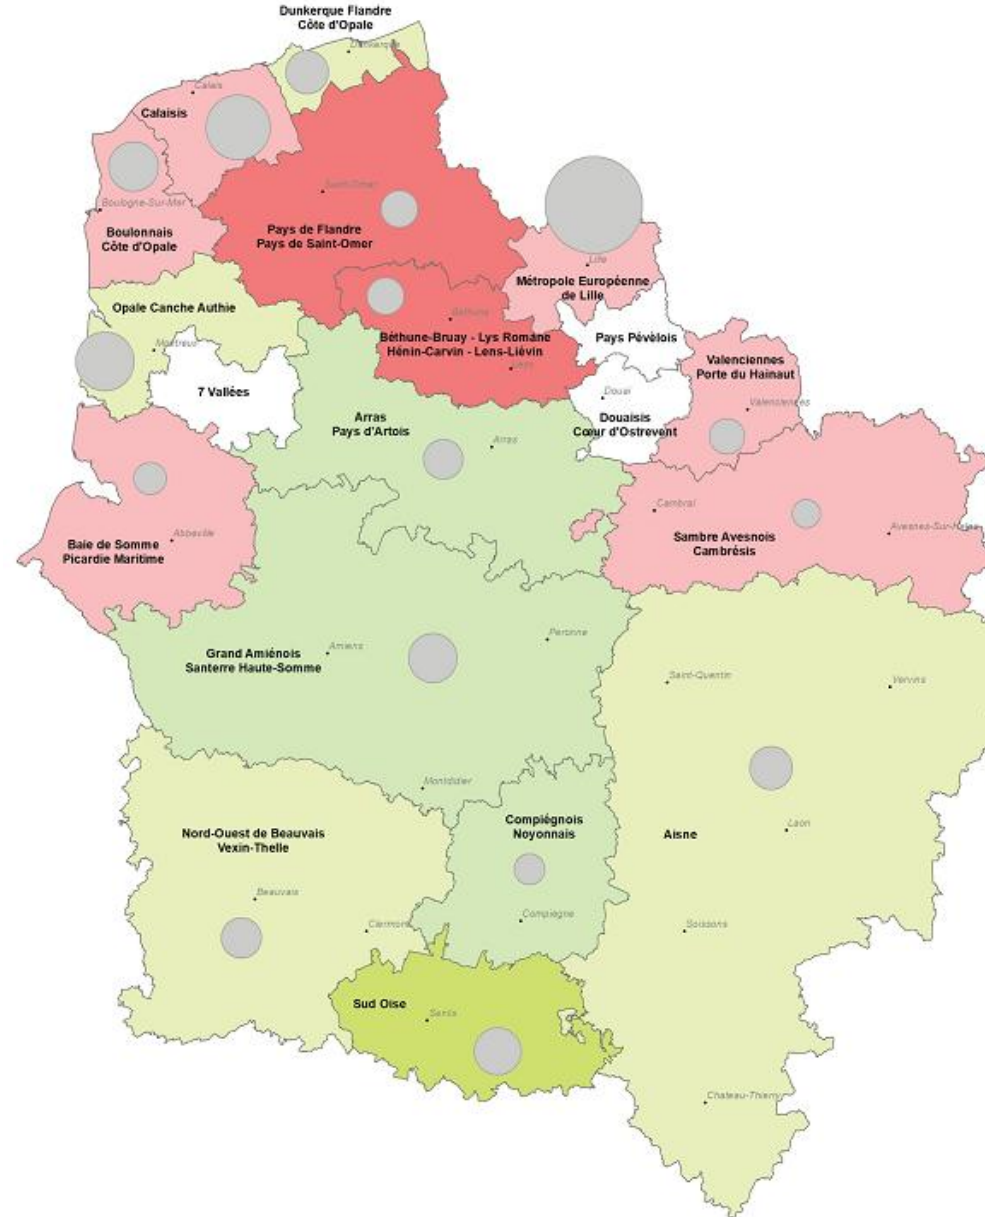 Dunkerque Flandre
Côte d'Opale
Dunkerque
Calais
Calaisis
Saint-Omer
Boulogne-Sur-Mer
Boulonnais
Côte d'Opale
Pays de Flandre
Pays de Saint-Omer
Lille
Métropole Européenne
de Lille
Opale Canche Authie
Béthune
Béthune-Bruay - Lys Romane
Hénin-Carvin - Lens-Liévin
Lens
Pays Pévèlois
Montreuil
7 Vallées
Valenciennes
Porte du Hainaut
Valenciennes
Douai
Douaisis
Cœur d'Ostrevent
Arras
Pays d'Artois
Arras
Cambrai
Abbeville
Baie de Somme
Picardie Maritime
Sambre Avesnois
Cambrésis
Avesnes-Sur-Helpe
Grand Amiénois
Santerre Haute-Somme
Amiens
Peronne
Saint-Quentin
Vervins
Montdidier
Nord-Ouest de Beauvais
Vexin-Thelle
Compiégnois
Noyonnais
Aisne
Laon
Beauvais
Clermont
Compiegne
Soissons
Sud Oise
Senlis
Chateau-Thierry